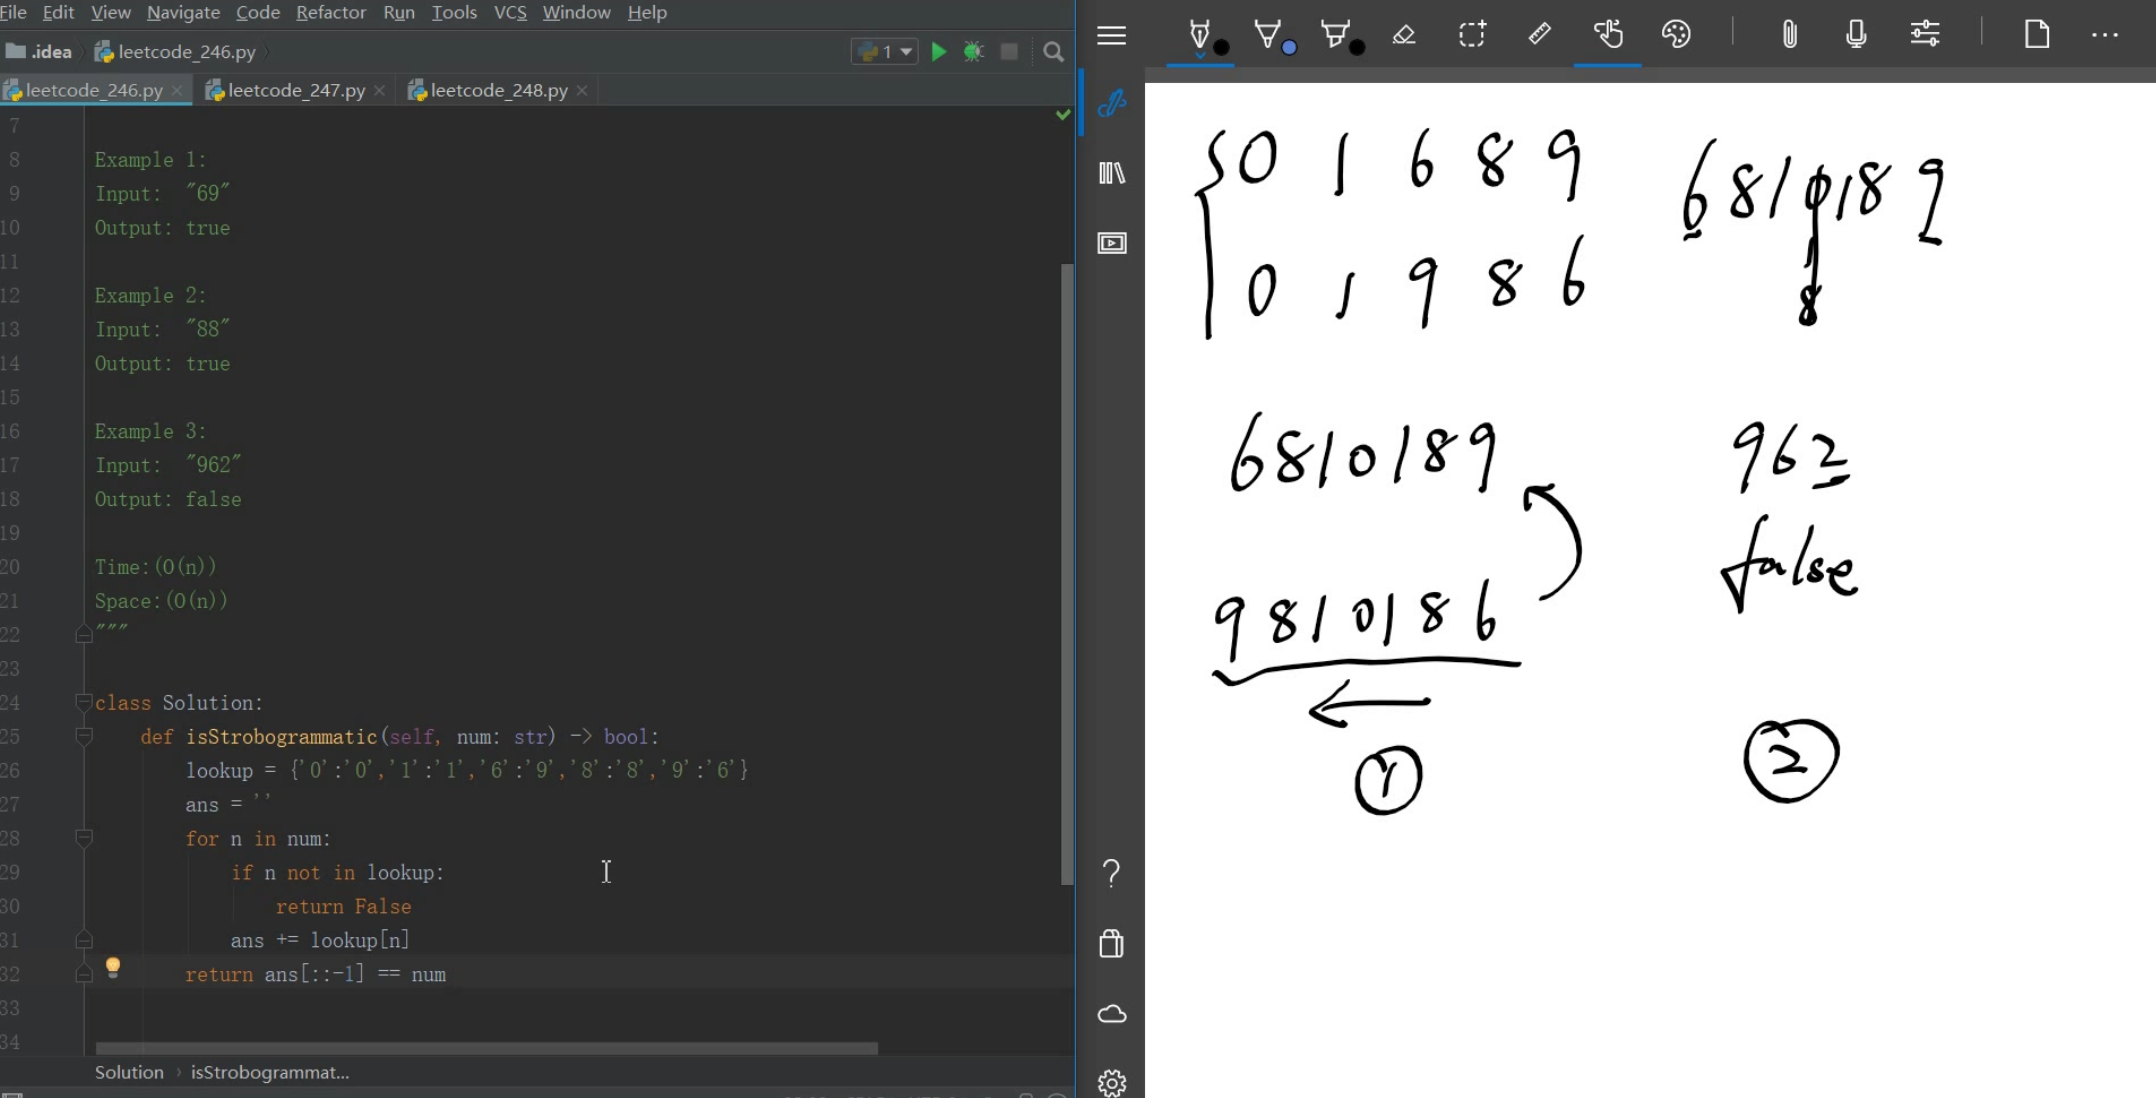 File Edit View Navigate Code Refactor Run Tools VCS Window Help
.idea leetcode_246.py 1
leetcode_246.py leetcode_247.py leetcode_248.py
7
8 Example 1:
9 Input: "69"
10 Output: true
11
12 Example 2:
13 Input: "88"
14 Output: true
15
16 Example 3:
17 Input: "962"
18 Output: false
19
20 Time:(O(n))
21 Space:(O(n))
22 """
23
24 class Solution:
25 def isStrobogrammatic(self, num: str) -> bool:
26 lookup = {'0':'0','1':'1','6':'9','8':'8','9':'6'}
27 ans = ''
28 for n in num:
29 if n not in lookup:
30 return False
31 ans += lookup[n]
32 return ans[::-1] == num
33
34
Solution › isStrobogrammat...
0 1 6 8 9
0 1 9 8 6
6810189
1
8
6810189
9810186
1
962
false
2